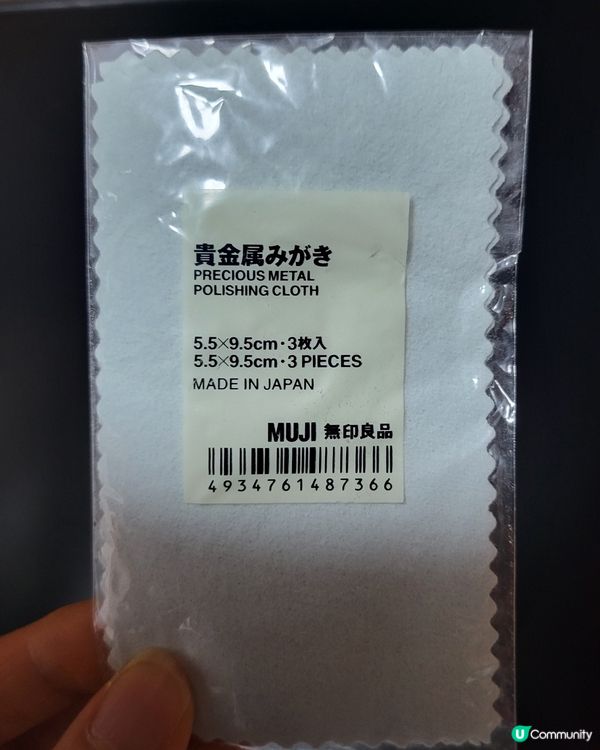 貴金属みがき
PRECIOUS METAL
POLISHING CLOTH
5.5×9.5cm・3枚入
5.5×9.5cm・3 PIECES
MADE IN JAPAN
MUJI 無印良品
4934761487366
U Community